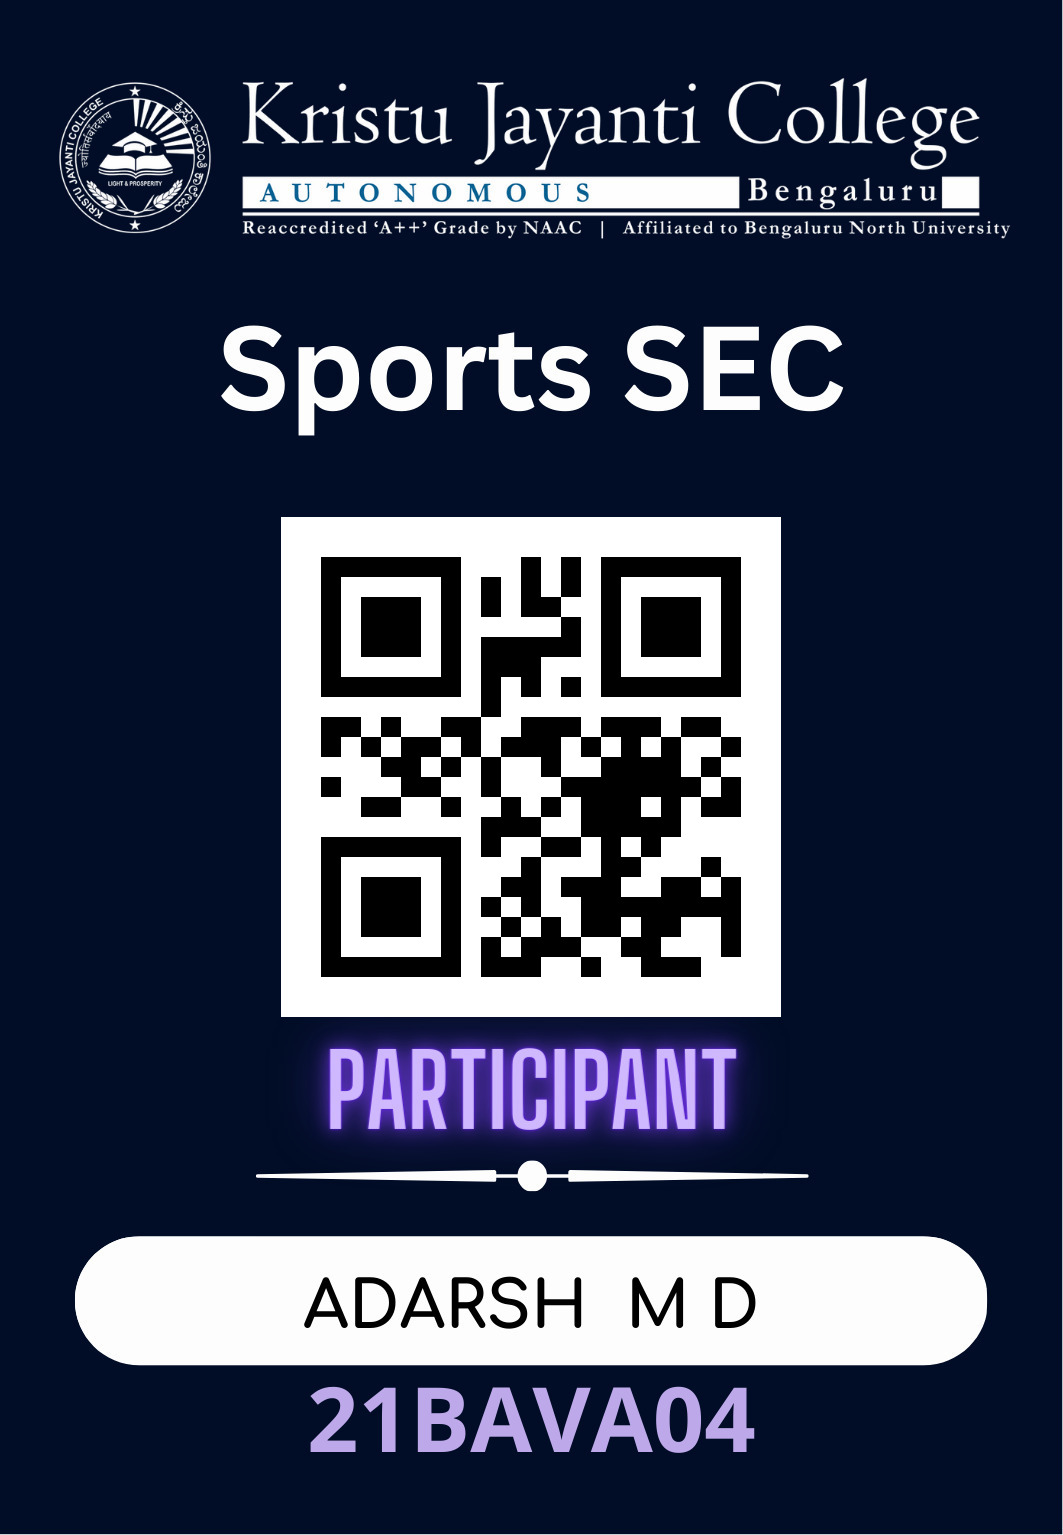 Kristu Jayanti College
AUTONOMOUS Bengaluru
Reaccredited ‘A++’ Grade by NAAC | Affiliated to Bengaluru North University
KRISTU JAYANTI COLLEGE
ಕ್ರಿಸ್ತು ಜಯಂತಿ ಕಾಲೇಜು
LIGHT & PROSPERITY
Sports SEC
PARTICIPANT
ADARSH M D
21BAVA04